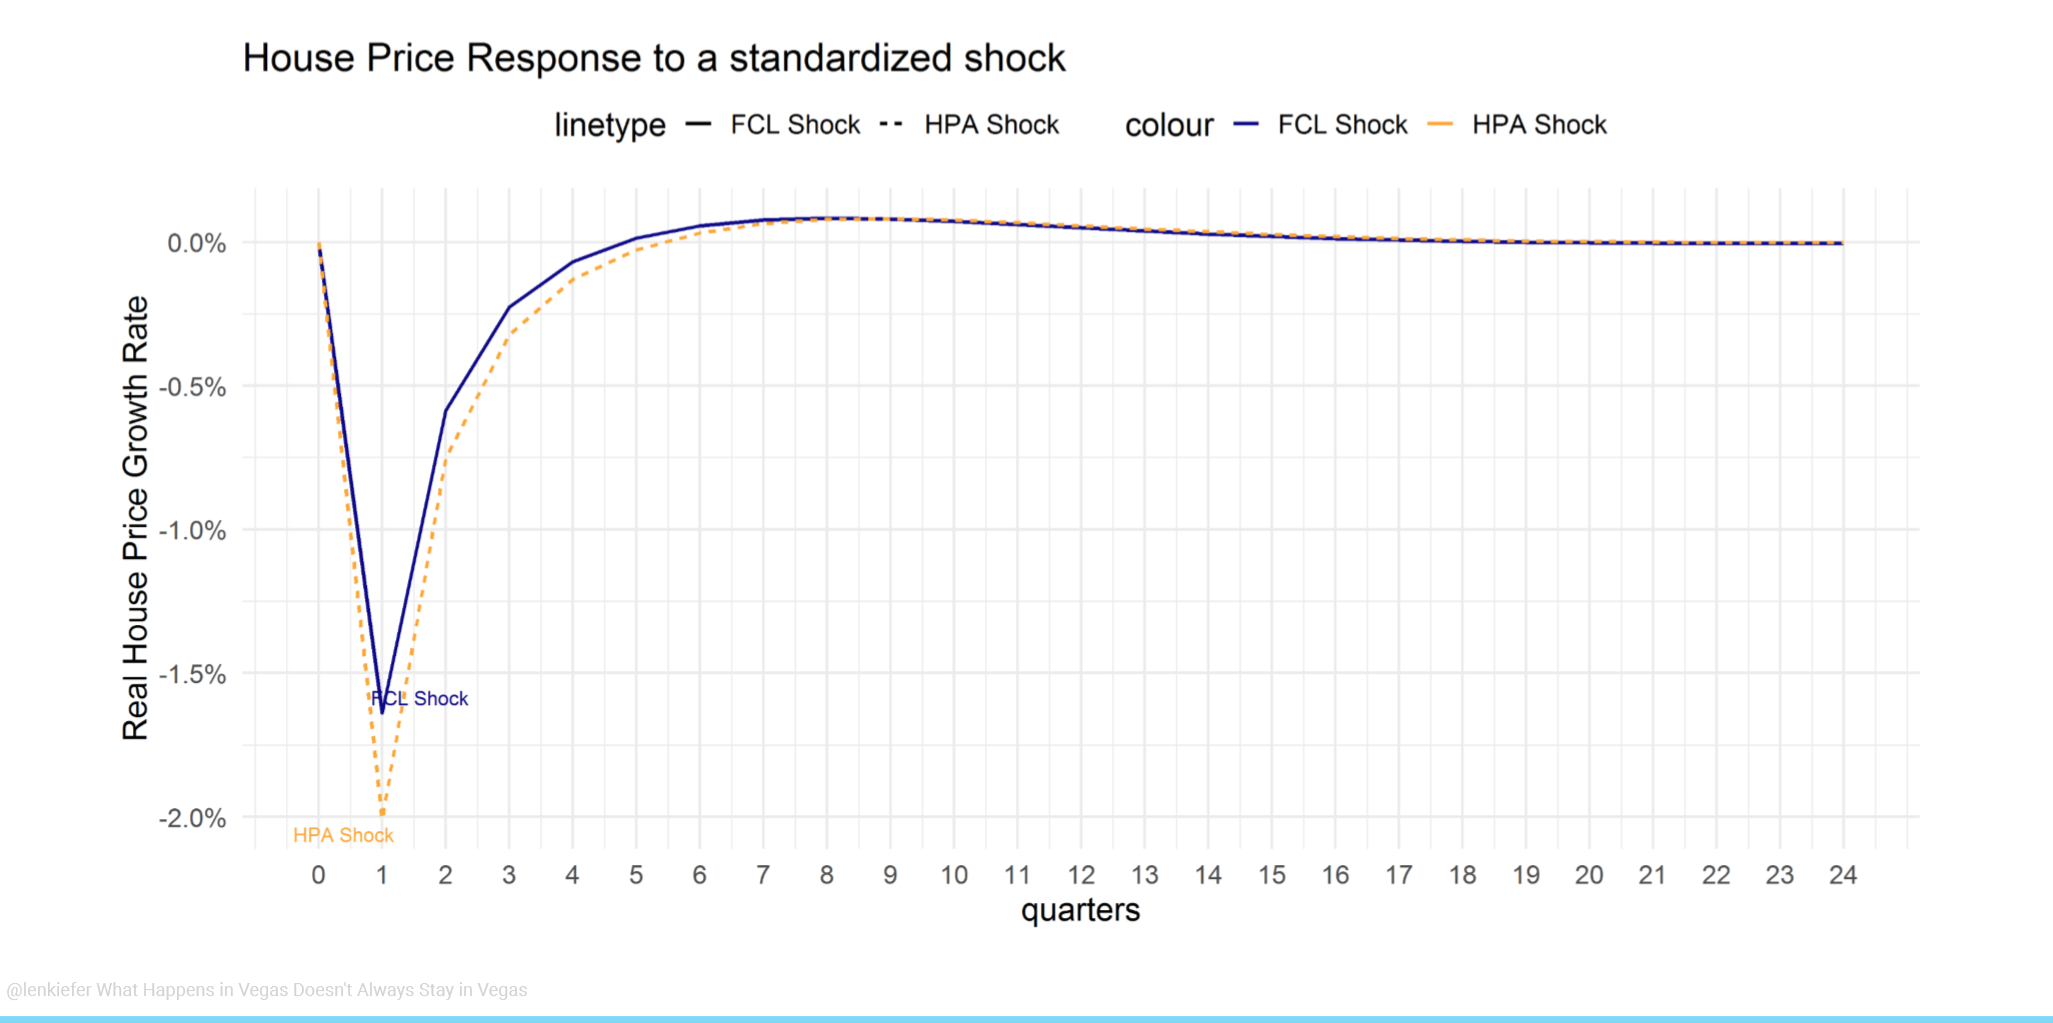 House Price Response to a standardized shock
linetype FCL Shock HPA Shock colour FCL Shock HPA Shock
Real House Price Growth Rate
0.0%
-0.5%
-1.0%
-1.5%
-2.0%
FCL Shock
HPA Shock
0 1 2 3 4 5 6 7 8 9 10 11 12 13 14 15 16 17 18 19 20 21 22 23 24
quarters
@lenkiefer What Happens in Vegas Doesn't Always Stay in Vegas